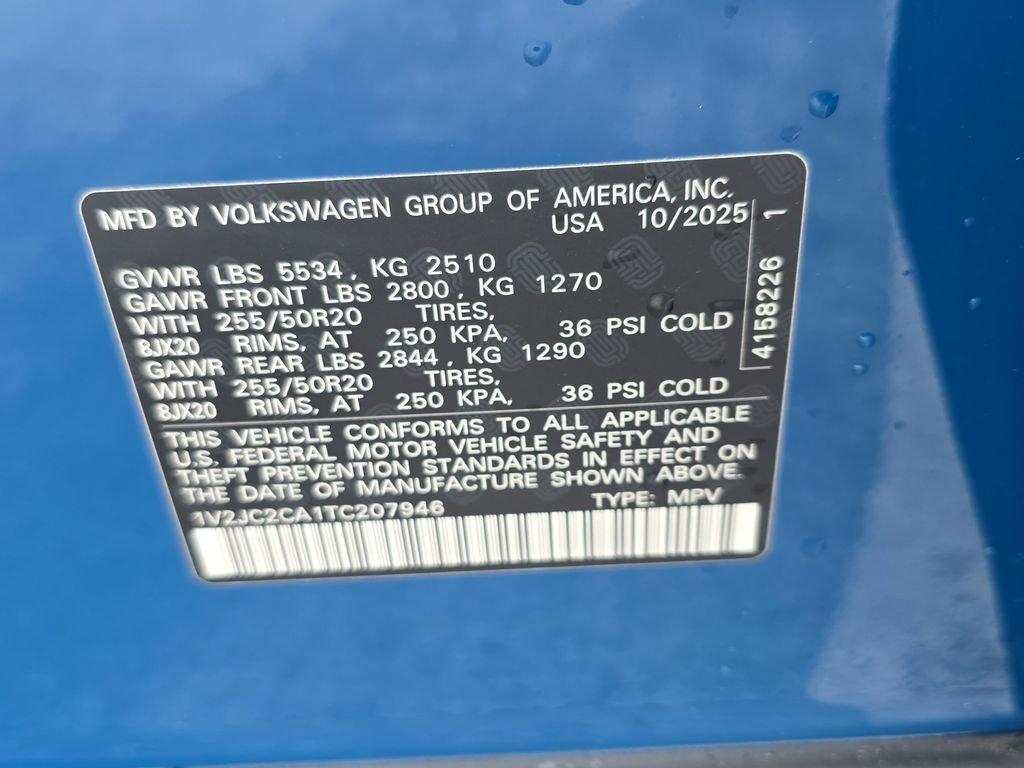 MFD BY VOLKSWAGEN GROUP OF AMERICA, INC.
USA 10/2025
GVWR LBS 5534, KG 2510
GAWR FRONT LBS 2800, KG 1270
WITH 255/50R20 TIRES,
8JX20 RIMS, AT 250 KPA, 36 PSI COLD
GAWR REAR LBS 2844, KG 1290
WITH 255/50R20 TIRES,
8JX20 RIMS, AT 250 KPA, 36 PSI COLD
THIS VEHICLE CONFORMS TO ALL APPLICABLE
U.S. FEDERAL MOTOR VEHICLE SAFETY AND
THEFT PREVENTION STANDARDS IN EFFECT ON
THE DATE OF MANUFACTURE SHOWN ABOVE.
1V2JC2CA1TC207946 TYPE: MPV
4158226 1